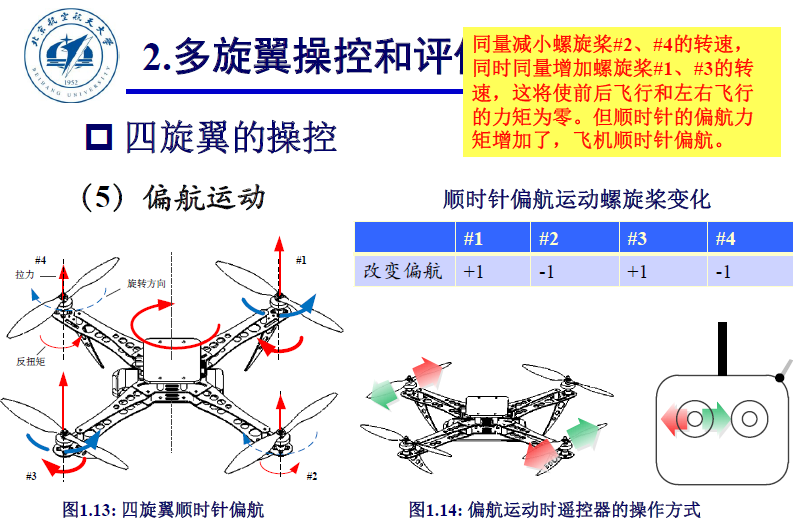 北京航空航天大学
BEIHANG UNIVERSITY
1952
2.多旋翼操控和评
同量减小螺旋桨#2、#4的转速，
同时同量增加螺旋桨#1、#3的转
速，这将使前后飞行和左右飞行
的力矩为零。但顺时针的偏航力
矩增加了，飞机顺时针偏航。
四旋翼的操控
（5）偏航运动
顺时针偏航运动螺旋桨变化
#1 #2 #3 #4
改变偏航 +1 -1 +1 -1
#4
拉力
旋转方向
#1
反扭矩
#3
#2
图1.13: 四旋翼顺时针偏航
图1.14: 偏航运动时遥控器的操作方式